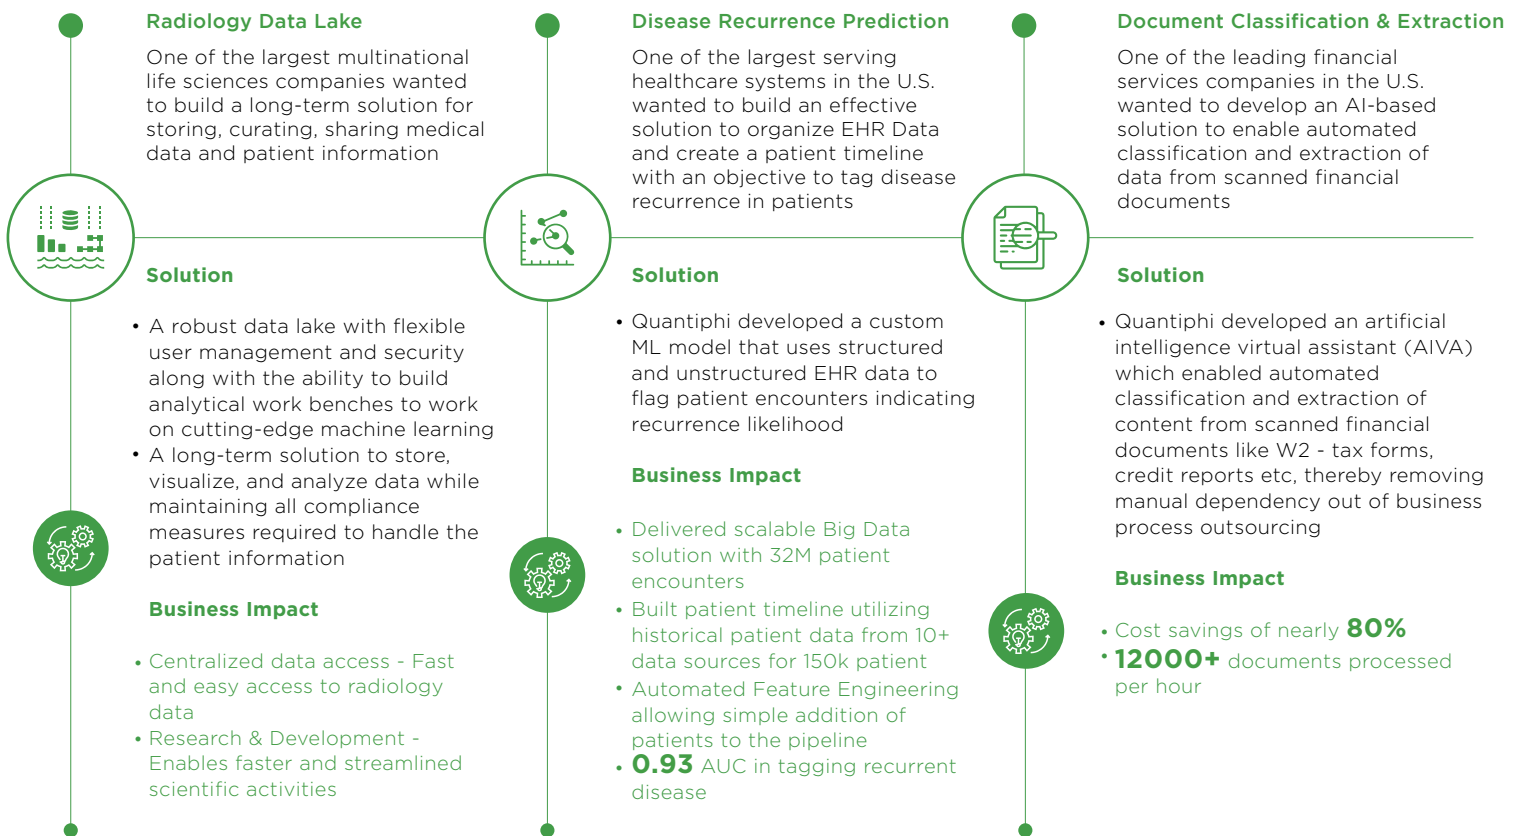 Radiology Data Lake
One of the largest multinational
life sciences companies wanted
to build a long-term solution for
storing, curating, sharing medical
data and patient information
Solution
• A robust data lake with flexible
user management and security
along with the ability to build
analytical work benches to work
on cutting-edge machine learning
• A long-term solution to store,
visualize, and analyze data while
maintaining all compliance
measures required to handle the
patient information
Business Impact
• Centralized data access - Fast
and easy access to radiology
data
• Research & Development -
Enables faster and streamlined
scientific activities
Disease Recurrence Prediction
One of the largest serving
healthcare systems in the U.S.
wanted to build an effective
solution to organize EHR Data
and create a patient timeline
with an objective to tag disease
recurrence in patients
Solution
• Quantiphi developed a custom
ML model that uses structured
and unstructured EHR data to
flag patient encounters indicating
recurrence likelihood
Business Impact
• Delivered scalable Big Data
solution with 32M patient
encounters
• Built patient timeline utilizing
historical patient data from 10+
data sources for 150k patient
• Automated Feature Engineering
allowing simple addition of
patients to the pipeline
• 0.93 AUC in tagging recurrent
disease
Document Classification & Extraction
One of the leading financial
services companies in the U.S.
wanted to develop an AI-based
solution to enable automated
classification and extraction of
data from scanned financial
documents
Solution
• Quantiphi developed an artificial
intelligence virtual assistant (AIVA)
which enabled automated
classification and extraction of
content from scanned financial
documents like W2 - tax forms,
credit reports etc, thereby removing
manual dependency out of business
process outsourcing
Business Impact
• Cost savings of nearly 80%
• 12000+ documents processed
per hour